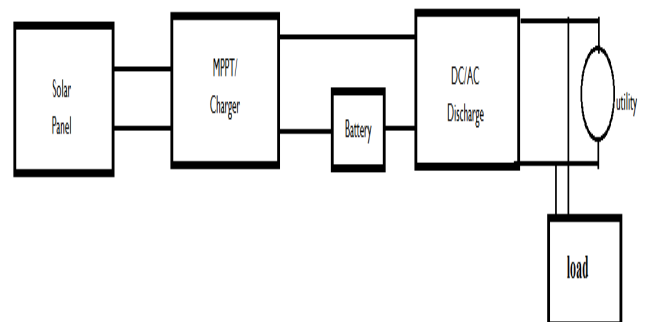 Solar
Panel
MPPT/
Charger
Battery
DC/AC
Discharge
utility
load